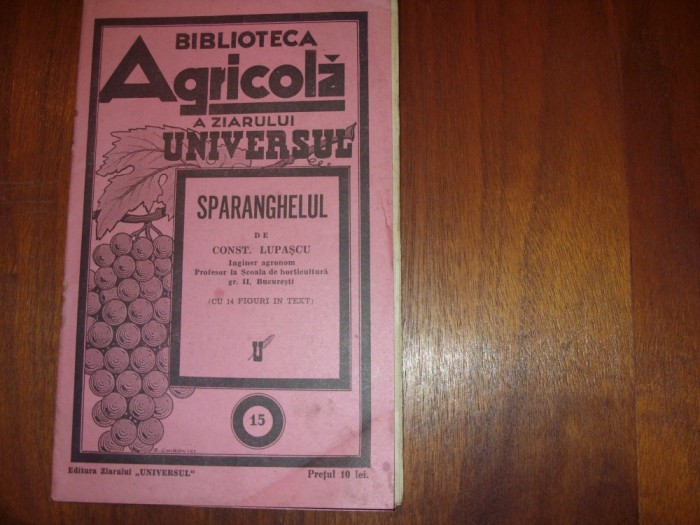 BIBLIOTECA
Agricolă
A ZIARULUI
UNIVERSUL
SPARANGHELUL
DE
CONST. LUPAȘCU
Inginer agronom
Profesor la Școala de horticultură
gr. II, București
(CU 14 FIGURI IN TEXT)
U
15
Editura Ziarului „UNIVERSUL"
Prețul 10 lei.